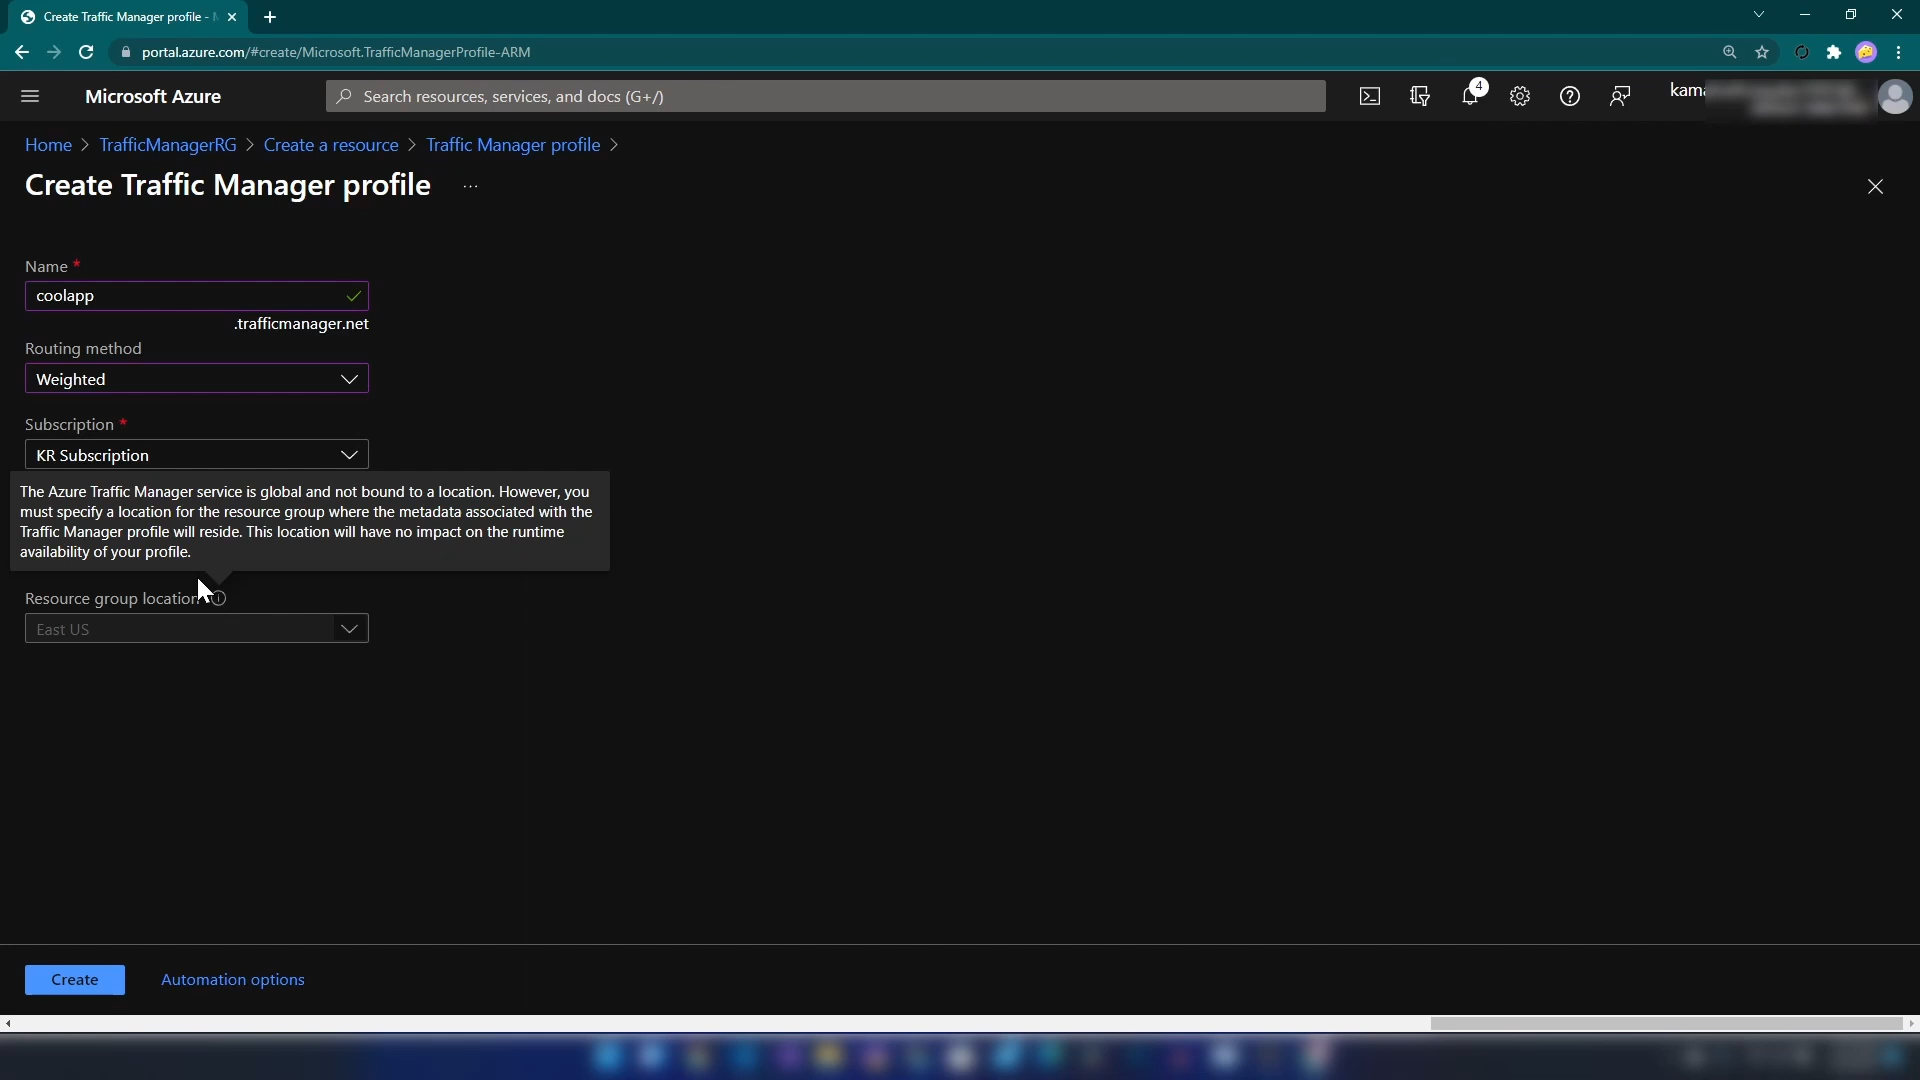 Create Traffic Manager profile -
portal.azure.com/#create/Microsoft.TrafficManagerProfile-ARM
Microsoft Azure
Search resources, services, and docs (G+/)
4
Home > TrafficManagerRG > Create a resource > Traffic Manager profile >
Create Traffic Manager profile ...
Name *
coolapp
.trafficmanager.net
Routing method
Weighted
Subscription *
KR Subscription
The Azure Traffic Manager service is global and not bound to a location. However, you
must specify a location for the resource group where the metadata associated with the
Traffic Manager profile will reside. This location will have no impact on the runtime
availability of your profile.
Resource group location
East US
Create
Automation options